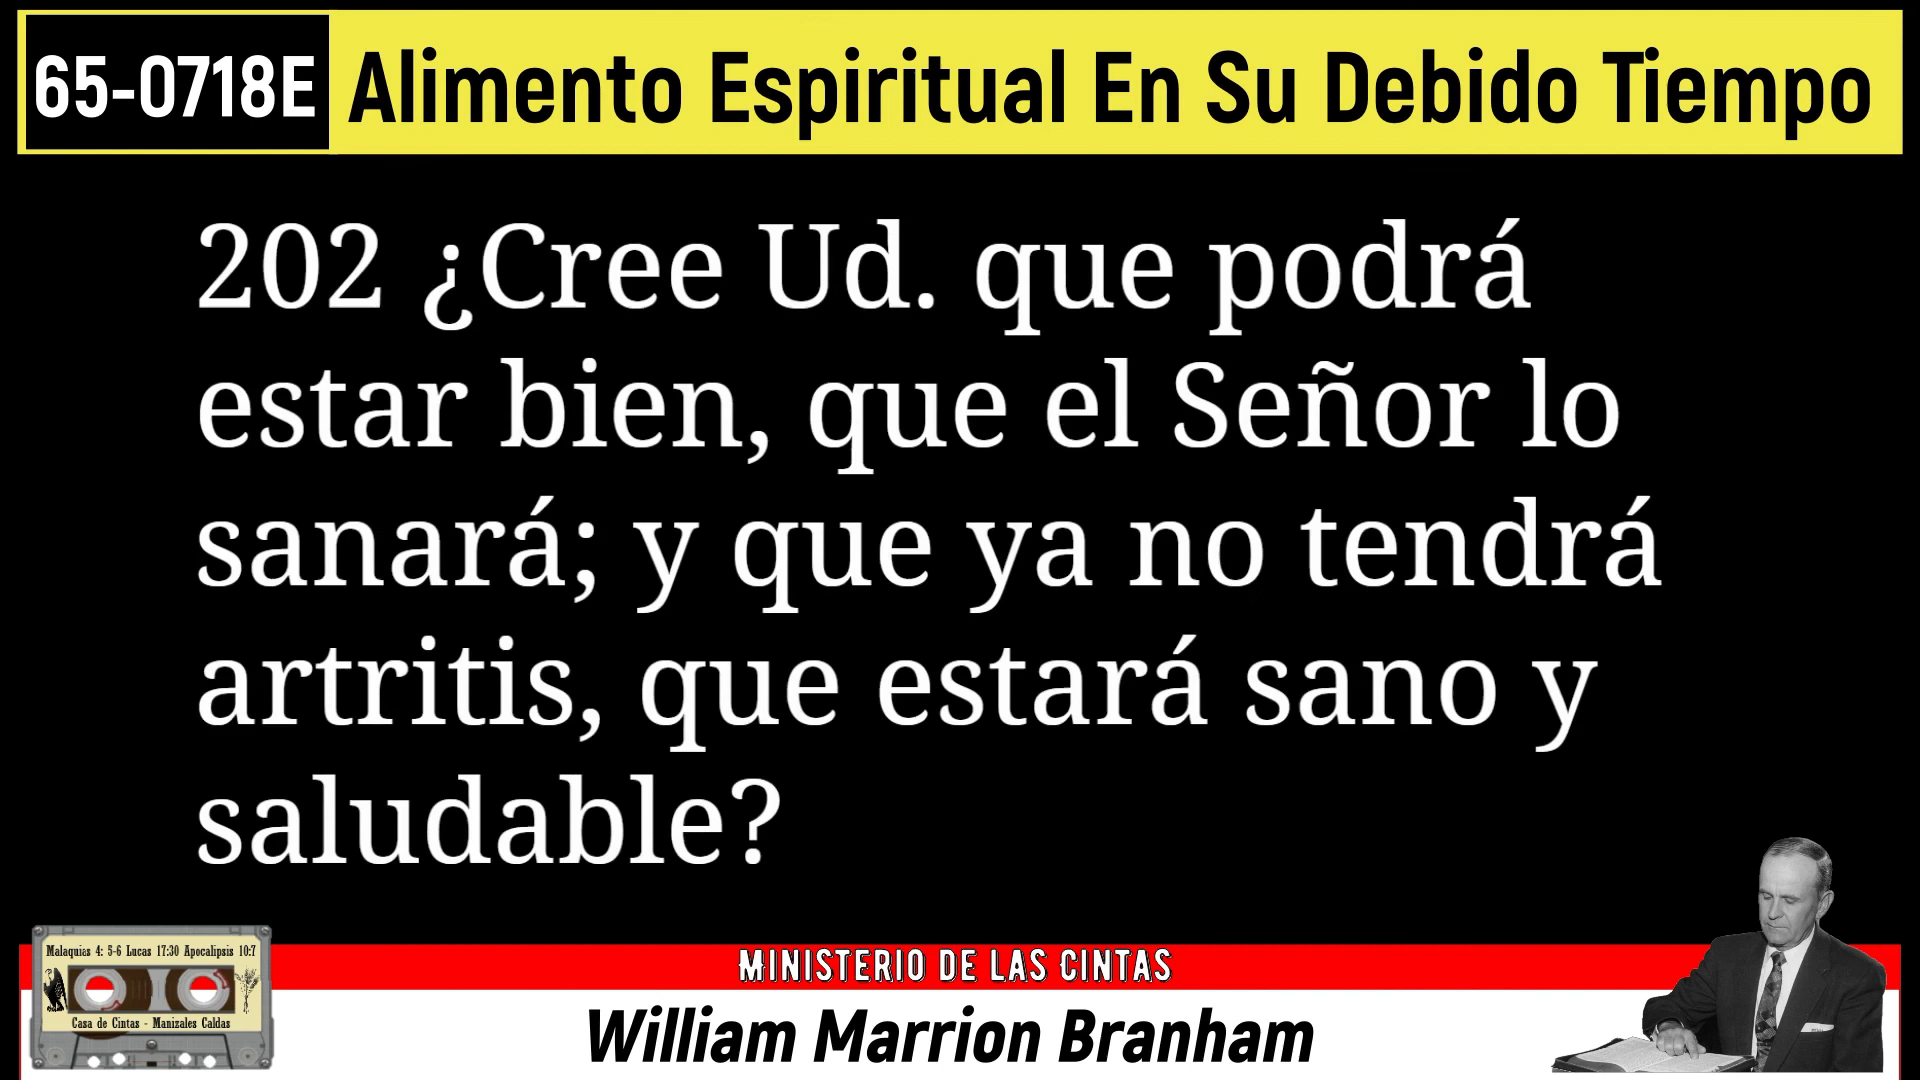 65-0718E Alimento Espiritual En Su Debido Tiempo
202 ¿Cree Ud. que podrá
estar bien, que el Señor lo
sanará; y que ya no tendrá
artritis, que estará sano y
saludable?
Malaquias 4: 5-6 Lucas 17:30 Apocalipsis 10:7
Casa de Cintas - Manizales Caldas
MINISTERIO DE LAS CINTAS
William Marrion Branham